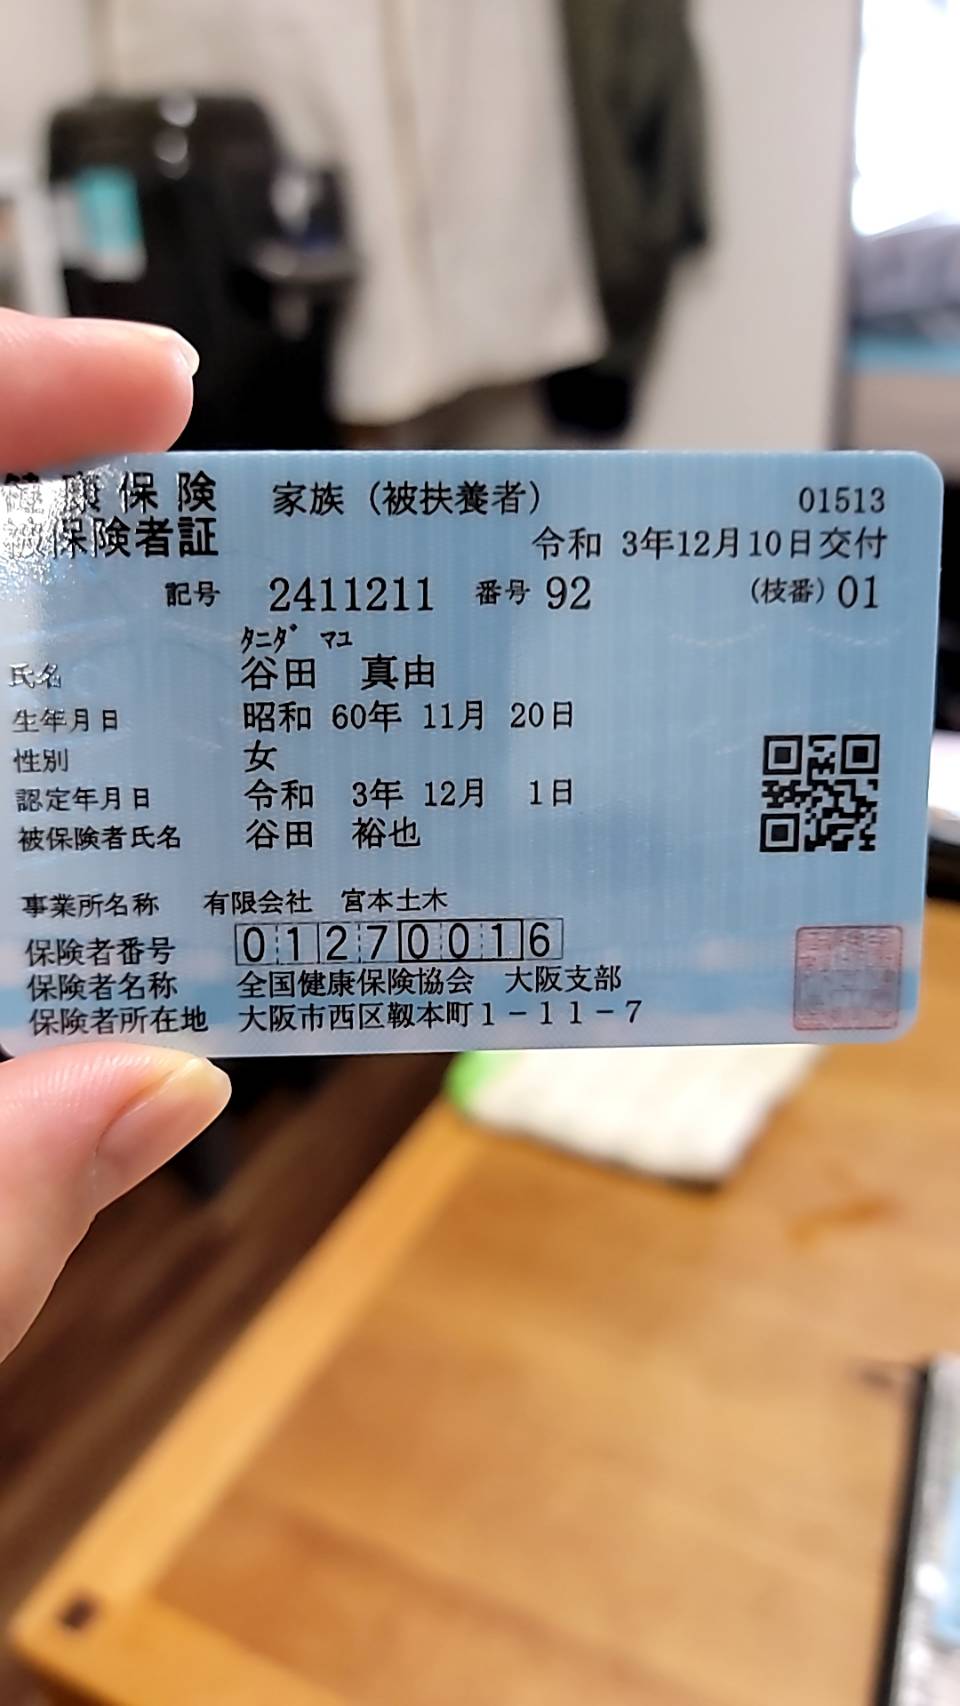 健康保険 家族（被扶養者） 01513
被保険者証 令和 3年12月10日交付
記号 2411211 番号 92 （枝番）01
ﾀﾆﾀﾞ ﾏﾕ
氏名 谷田 真由
生年月日 昭和 60年 11月 20日
性別 女
認定年月日 令和 3年 12月 1日
被保険者氏名 谷田 裕也
事業所名称 有限会社 宮本土木
保険者番号 01270016
保険者名称 全国健康保険協会 大阪支部
保険者所在地 大阪市西区靱本町1－11－7